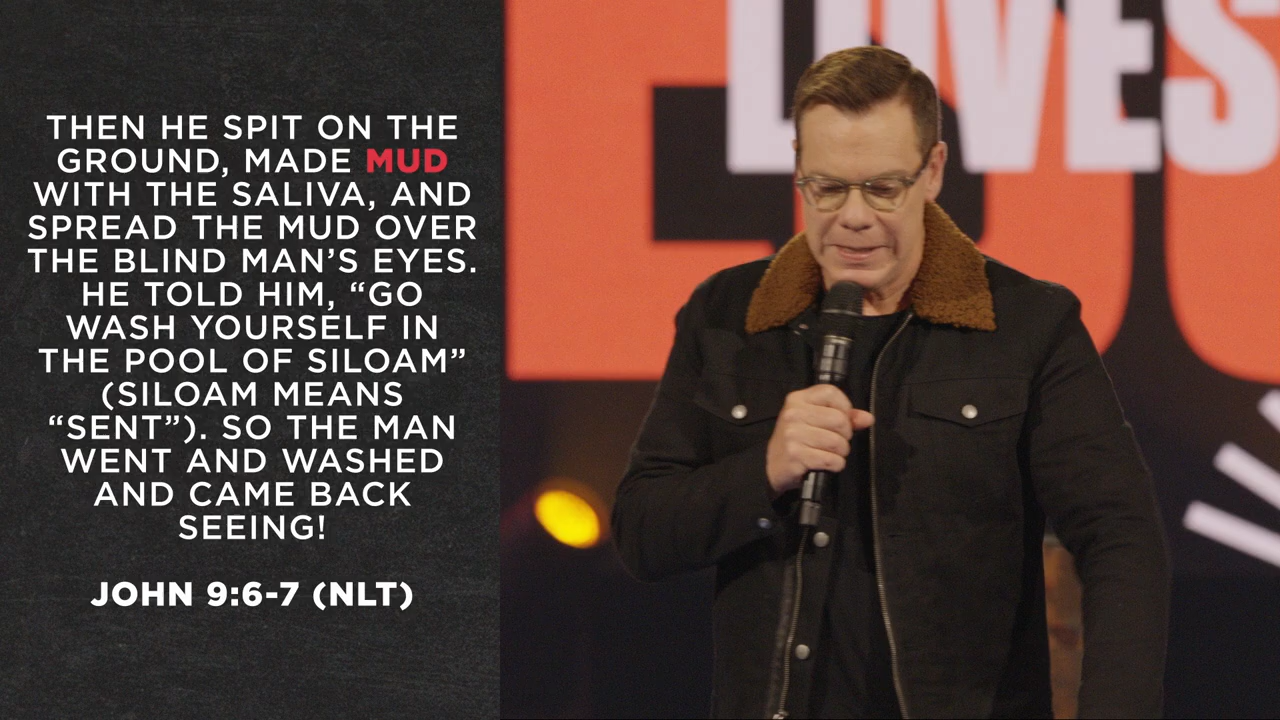 THEN HE SPIT ON THE
GROUND, MADE MUD
WITH THE SALIVA, AND
SPREAD THE MUD OVER
THE BLIND MAN’S EYES.
HE TOLD HIM, “GO
WASH YOURSELF IN
THE POOL OF SILOAM”
(SILOAM MEANS
“SENT”). SO THE MAN
WENT AND WASHED
AND CAME BACK
SEEING!
JOHN 9:6-7 (NLT)
LIVES